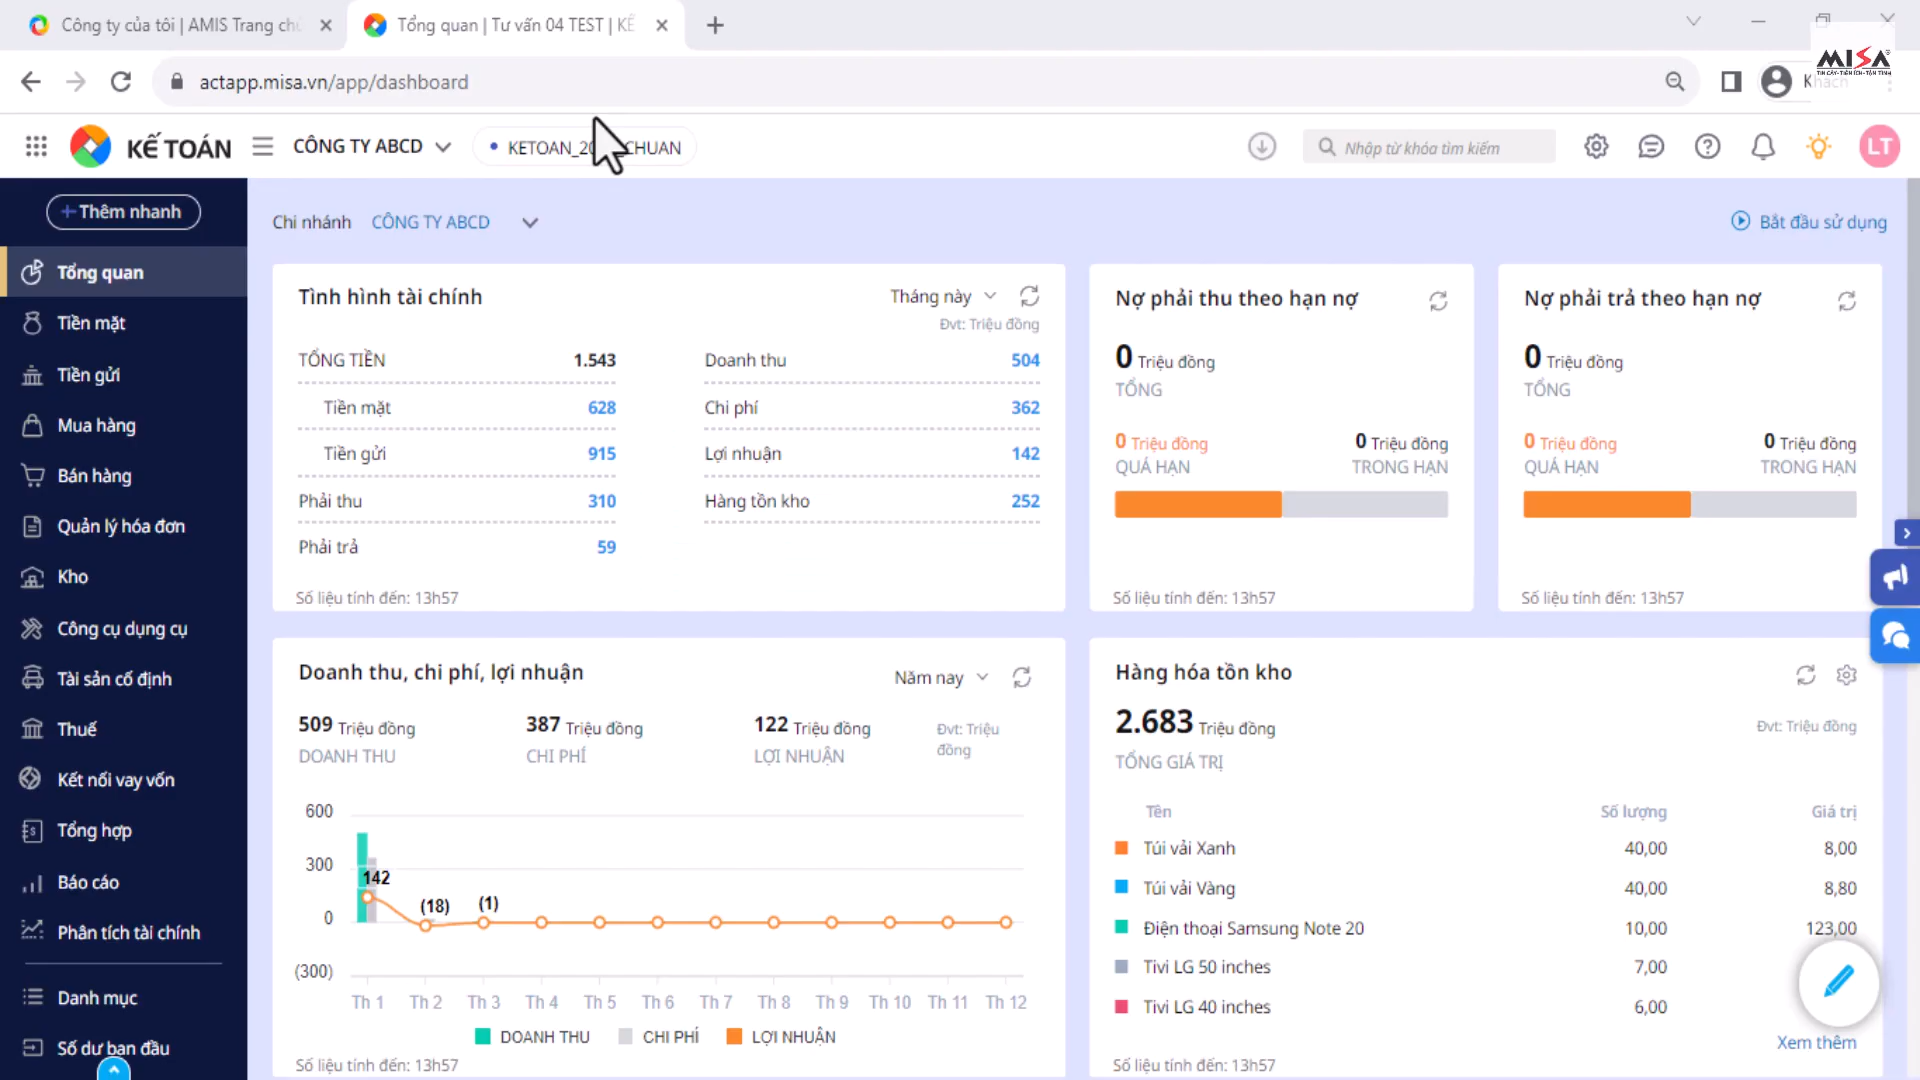 Công ty của tôi | AMIS Trang chủ
Tổng quan | Tư vấn 04 TEST | KẾ
actapp.misa.vn/app/dashboard
MISA
TIN CẬY - TIỆN ÍCH - TẬN TÌNH
Khách
KẾ TOÁN
CÔNG TY ABCD
KETOAN_20
CHUAN
Nhập từ khóa tìm kiếm
LT
Thêm nhanh
Tổng quan
Tiền mặt
Tiền gửi
Mua hàng
Bán hàng
Quản lý hóa đơn
Kho
Công cụ dụng cụ
Tài sản cố định
Thuế
Kết nối vay vốn
Tổng hợp
Báo cáo
Phân tích tài chính
Danh mục
Số dư ban đầu
Chi nhánh CÔNG TY ABCD
Bắt đầu sử dụng
Tình hình tài chính
Tháng này
Đvt: Triệu đồng
TỔNG TIỀN 1.543
Tiền mặt 628
Tiền gửi 915
Phải thu 310
Phải trả 59
Doanh thu 504
Chi phí 362
Lợi nhuận 142
Hàng tồn kho 252
Số liệu tính đến: 13h57
Nợ phải thu theo hạn nợ
0 Triệu đồng
TỔNG
0 Triệu đồng 0 Triệu đồng
QUÁ HẠN TRONG HẠN
Số liệu tính đến: 13h57
Nợ phải trả theo hạn nợ
0 Triệu đồng
TỔNG
0 Triệu đồng 0 Triệu đồng
QUÁ HẠN TRONG HẠN
Số liệu tính đến: 13h57
Doanh thu, chi phí, lợi nhuận
Năm nay
509 Triệu đồng 387 Triệu đồng 122 Triệu đồng
DOANH THU CHI PHÍ LỢI NHUẬN
Đvt: Triệu
đồng
600
300
0
(300)
142
(18)
(1)
Th 1 Th 2 Th 3 Th 4 Th 5 Th 6 Th 7 Th 8 Th 9 Th 10 Th 11 Th 12
DOANH THU CHI PHÍ LỢI NHUẬN
Số liệu tính đến: 13h57
Hàng hóa tồn kho
2.683 Triệu đồng
Đvt: Triệu đồng
TỔNG GIÁ TRỊ
Tên Số lượng Giá trị
Túi vải Xanh 40,00 8,00
Túi vải Vàng 40,00 8,80
Điện thoại Samsung Note 20 10,00 123,00
Tivi LG 50 inches 7,00
Tivi LG 40 inches 6,00
Xem thêm
Số liệu tính đến: 13h57